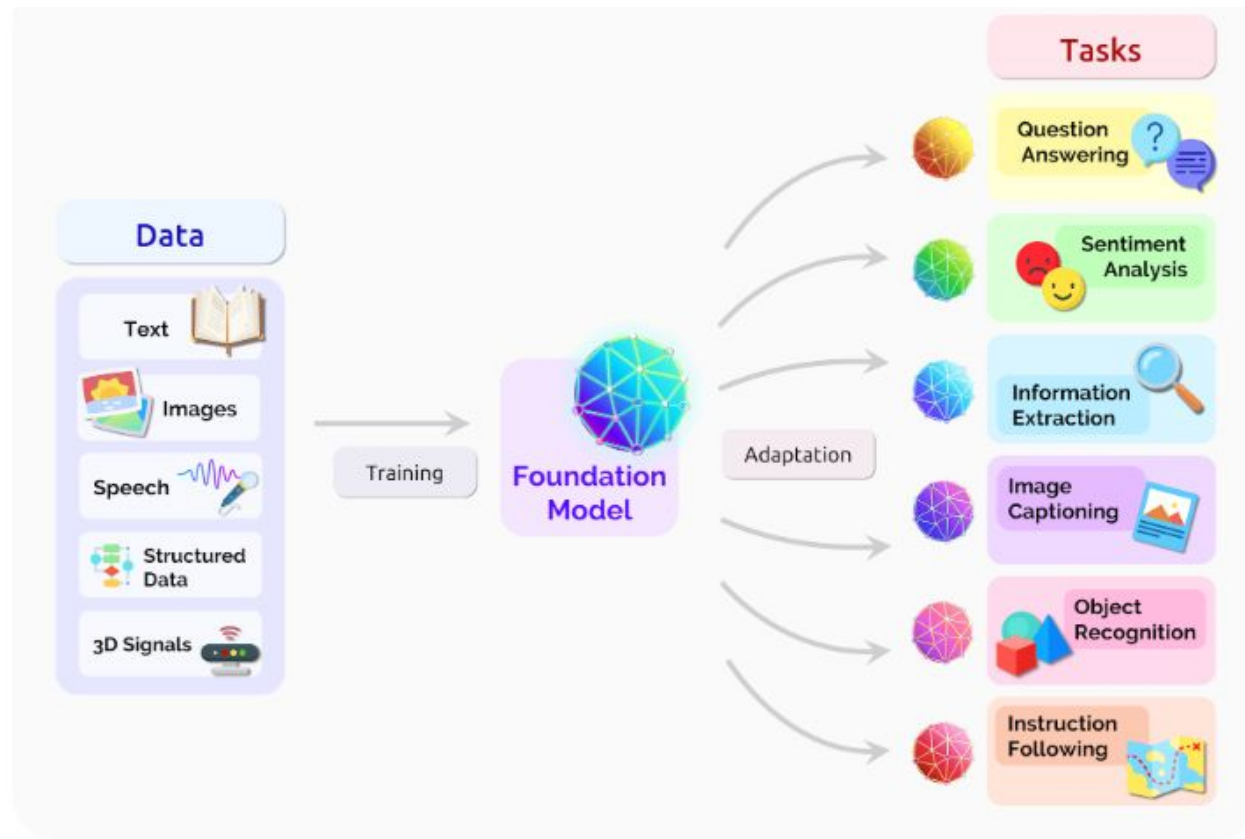 Data
Text
Images
Speech
Structured
Data
3D Signals
Training
Foundation
Model
Adaptation
Tasks
Question
Answering
?
Sentiment
Analysis
Information
Extraction
Image
Captioning
Object
Recognition
Instruction
Following